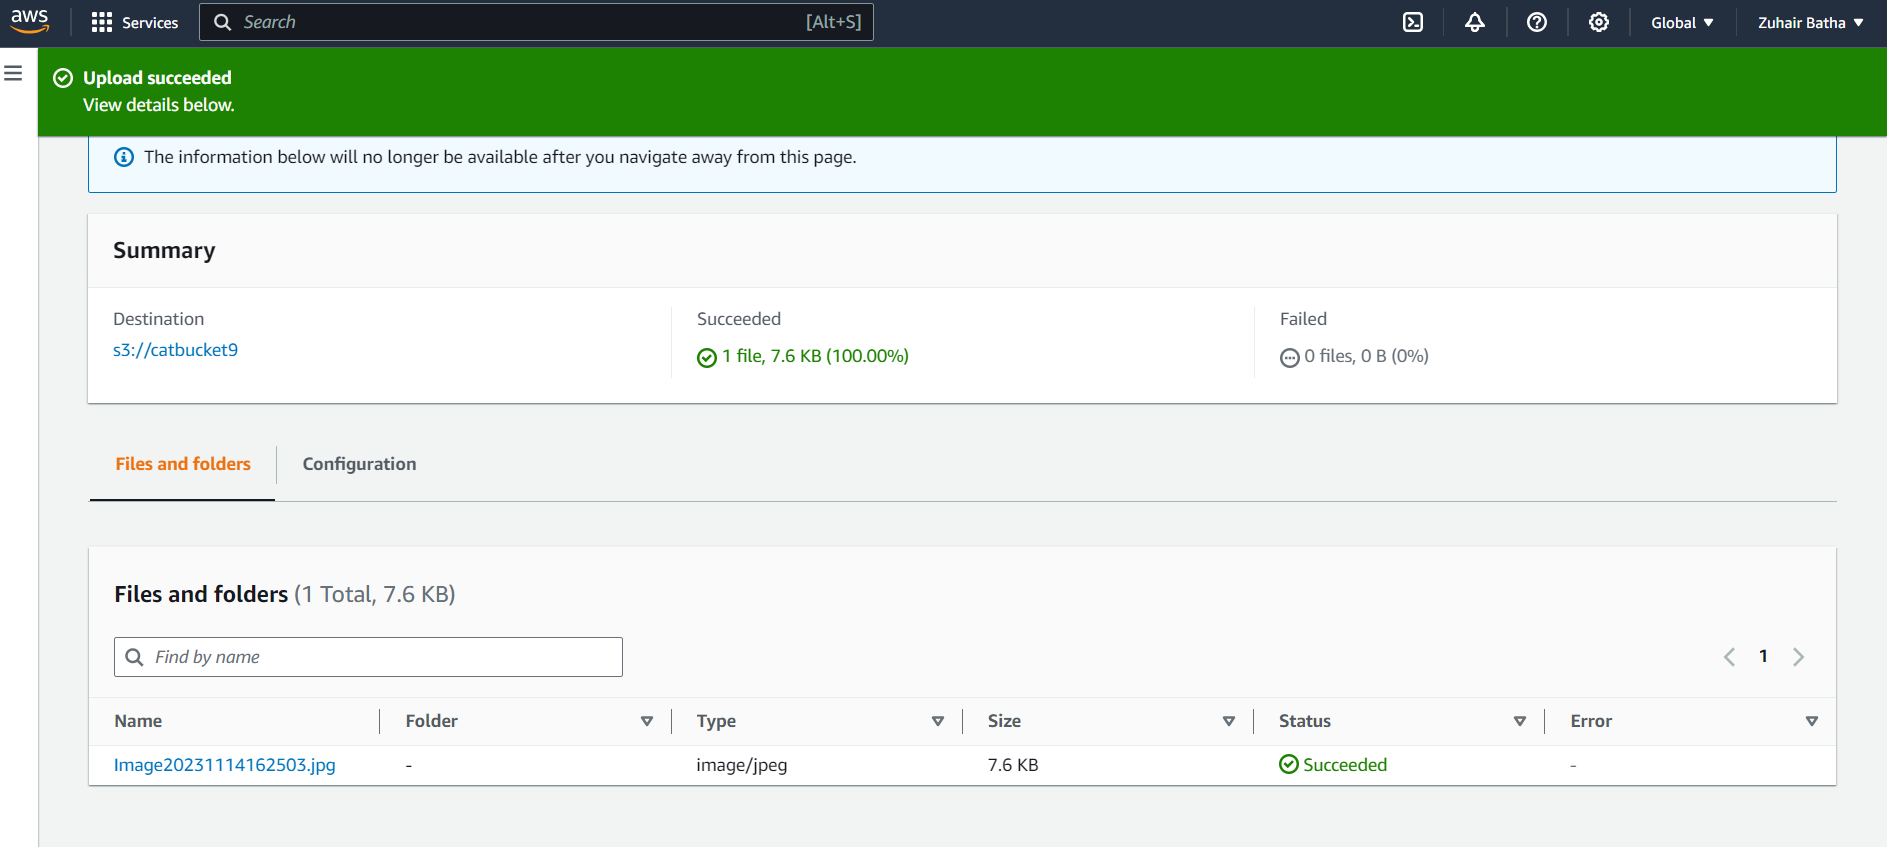 aws Services Search [Alt+S] Global Zuhair Batha
Upload succeeded
View details below.
The information below will no longer be available after you navigate away from this page.
Summary
Destination Succeeded Failed
s3://catbucket9 1 file, 7.6 KB (100.00%) 0 files, 0 B (0%)
Files and folders Configuration
Files and folders (1 Total, 7.6 KB)
Find by name 1
Name Folder Type Size Status Error
Image20231114162503.jpg - image/jpeg 7.6 KB Succeeded -